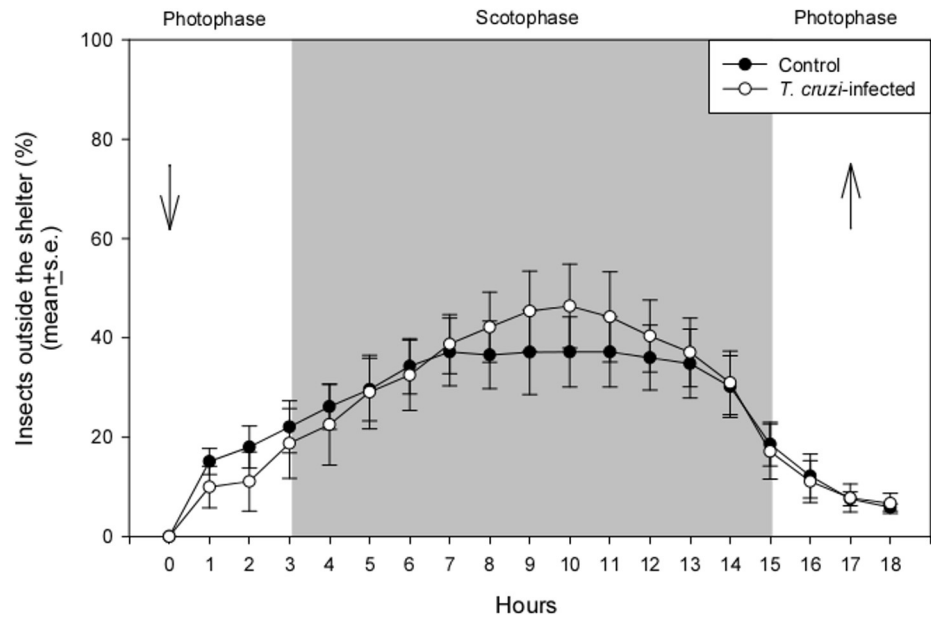 Photophase Scotophase Photophase
Control
T. cruzi-infected
100
80
60
40
20
0
Insects outside the shelter (%)
(mean±s.e.)
0 1 2 3 4 5 6 7 8 9 10 11 12 13 14 15 16 17 18
Hours